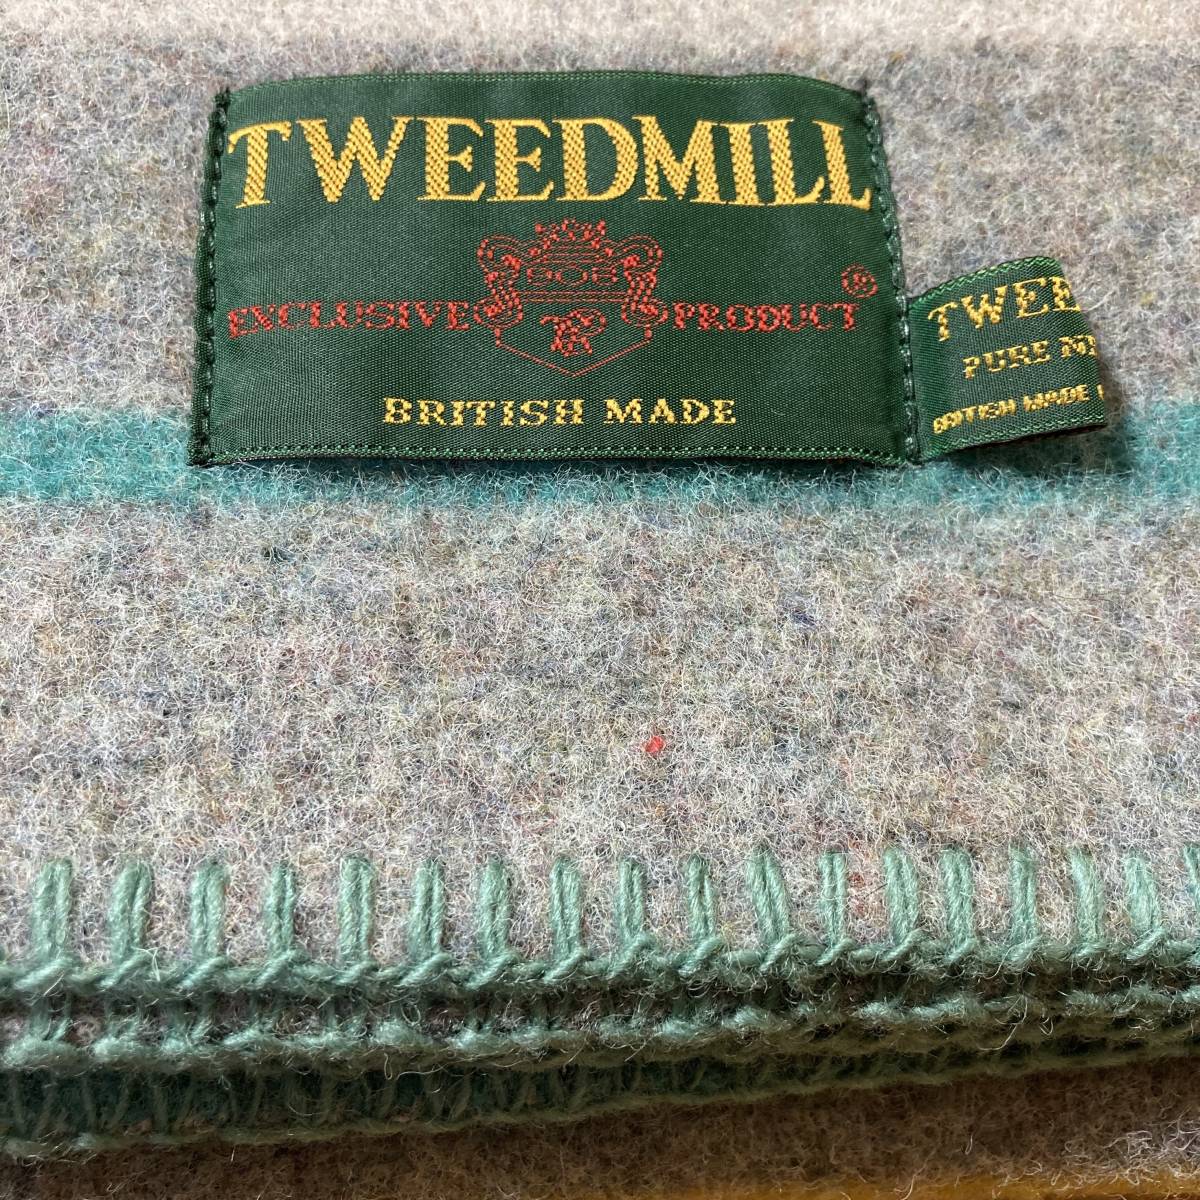 TWEEDMILL
EXCLUSIVE PRODUCT ®
BRITISH MADE
TWEE
PURE NE
BRITISH MADE